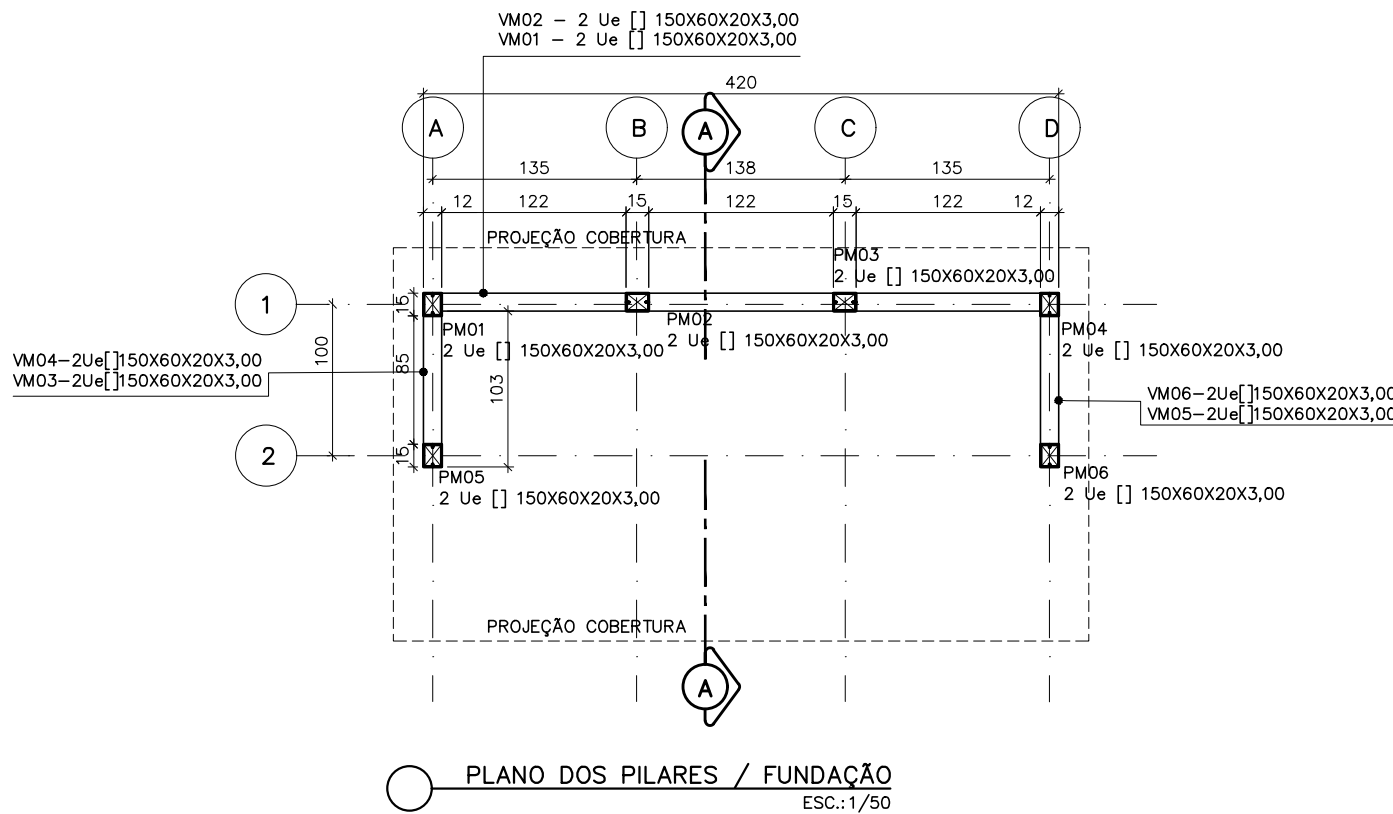 VM02 - 2 Ue [] 150X60X20X3,00
VM01 - 2 Ue [] 150X60X20X3,00
420
A
B
A
C
D
135
138
135
12
122
15
122
15
122
12
PROJEÇÃO COBERTURA
PM03
2 Ue [] 150X60X20X3,00
1
15
PM01
2 Ue [] 150X60X20X3,00
PM02
2 Ue [] 150X60X20X3,00
PM04
2 Ue [] 150X60X20X3,00
100
85
103
VM04-2Ue[]150X60X20X3,00
VM03-2Ue[]150X60X20X3,00
VM06-2Ue[]150X60X20X3,00
VM05-2Ue[]150X60X20X3,00
2
15
PM05
2 Ue [] 150X60X20X3,00
PM06
2 Ue [] 150X60X20X3,00
PROJEÇÃO COBERTURA
A
PLANO DOS PILARES / FUNDAÇÃO
ESC.:1/50